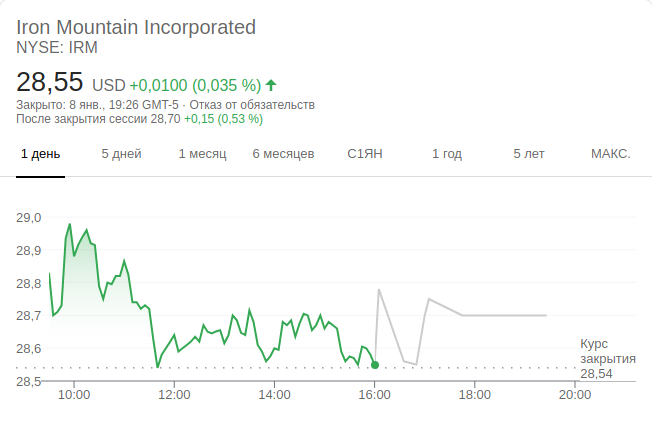 Iron Mountain Incorporated
NYSE: IRM
28,55 USD +0,0100 (0,035 %)
Закрыто: 8 янв., 19:26 GMT-5 · Отказ от обязательств
После закрытия сессии 28,70 +0,15 (0,53 %)
1 день 5 дней 1 месяц 6 месяцев С1ЯН 1 год 5 лет МАКС.
29,0
28,9
28,8
28,7
28,6
28,5
Курс
закрытия
28,54
10:00 12:00 14:00 16:00 18:00 20:00